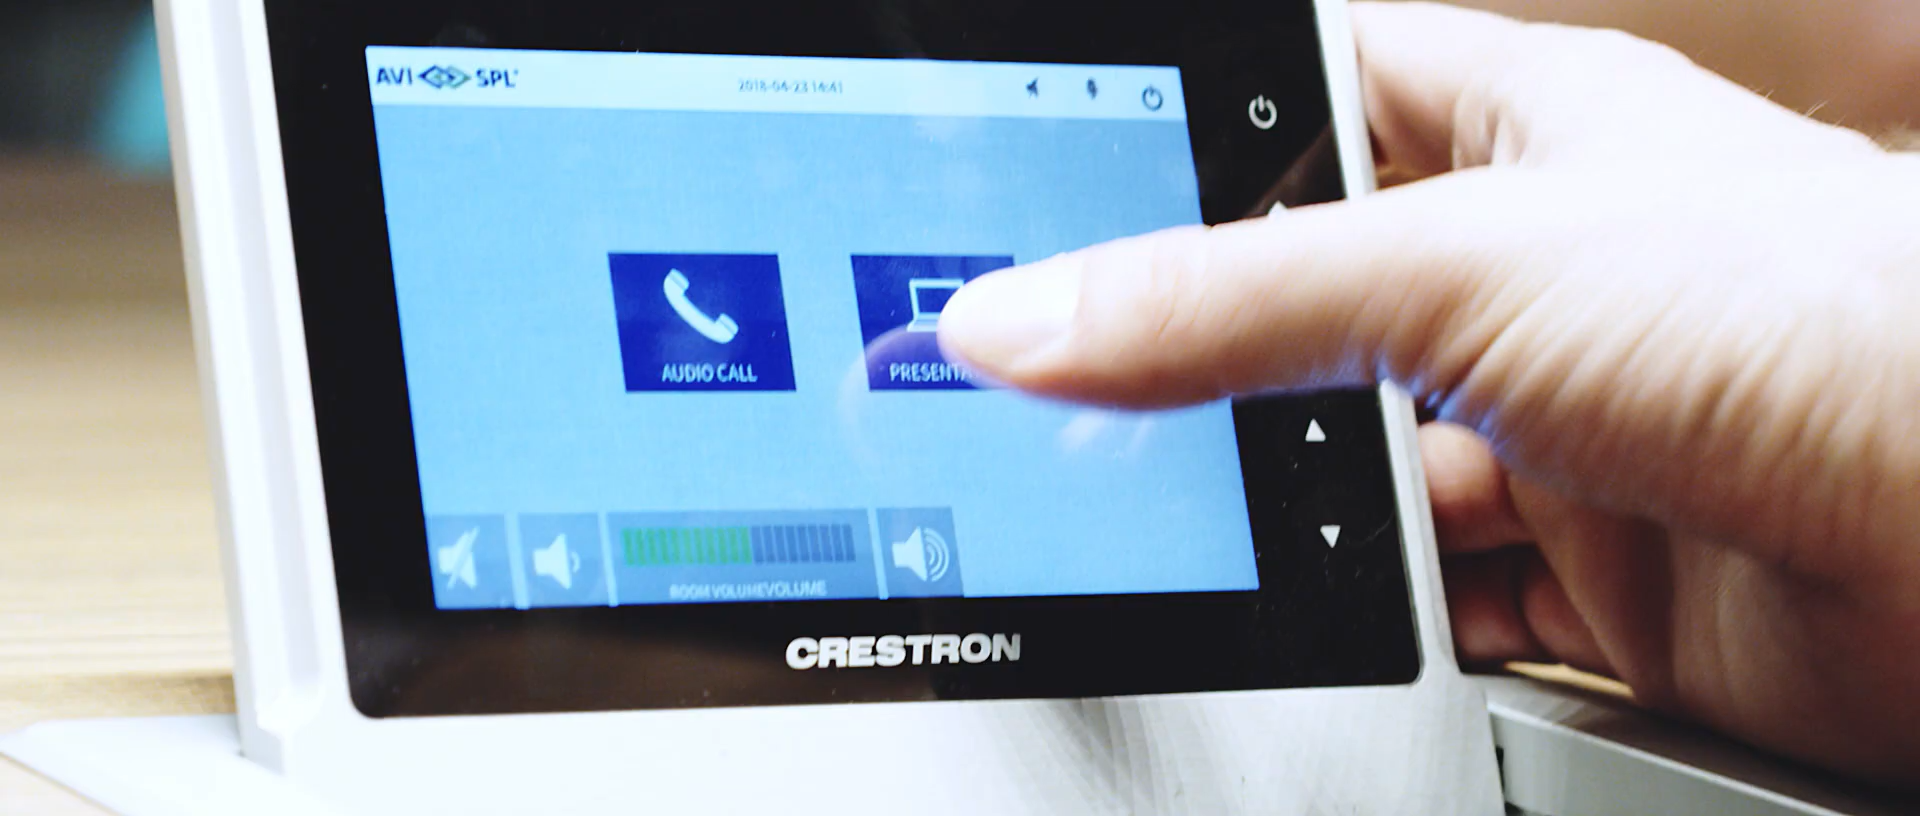 AVI SPL
2018-04-23 14:41
AUDIO CALL
PRESENTA
ROOM VOLUMEVOLUME
CRESTRON